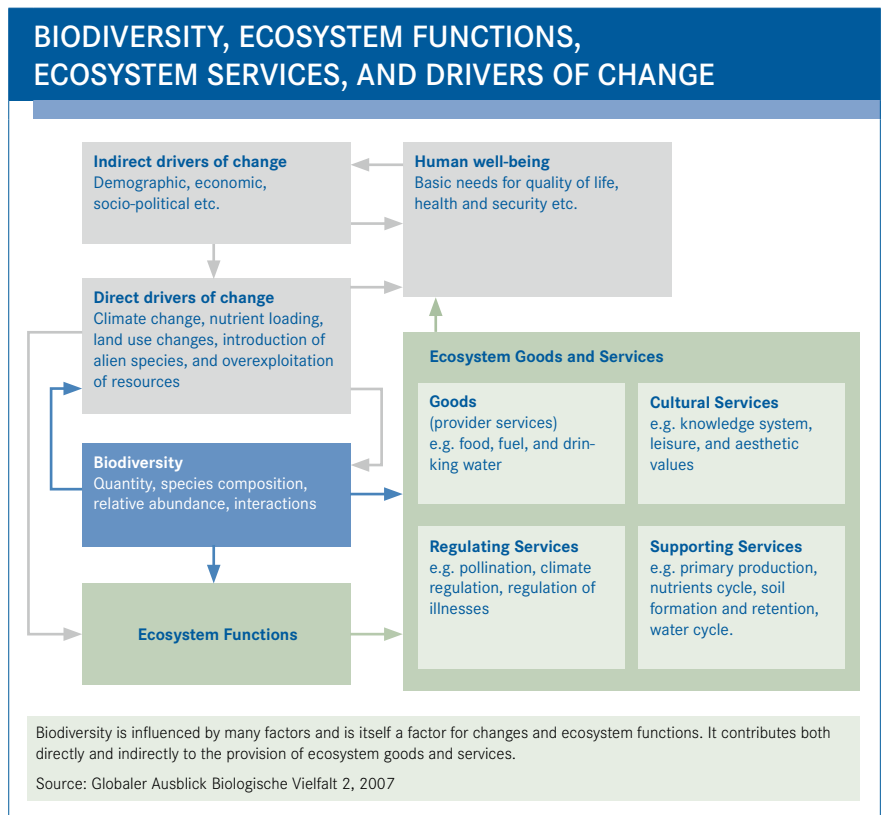 BIODIVERSITY, ECOSYSTEM FUNCTIONS,
ECOSYSTEM SERVICES, AND DRIVERS OF CHANGE
Indirect drivers of change
Demographic, economic,
socio-political etc.
Human well-being
Basic needs for quality of life,
health and security etc.
Direct drivers of change
Climate change, nutrient loading,
land use changes, introduction of
alien species, and overexploitation
of resources
Biodiversity
Quantity, species composition,
relative abundance, interactions
Ecosystem Functions
Ecosystem Goods and Services
Goods
(provider services)
e.g. food, fuel, and drin-
king water
Cultural Services
e.g. knowledge system,
leisure, and aesthetic
values
Regulating Services
e.g. pollination, climate
regulation, regulation of
illnesses
Supporting Services
e.g. primary production,
nutrients cycle, soil
formation and retention,
water cycle.
Biodiversity is influenced by many factors and is itself a factor for changes and ecosystem functions. It contributes both
directly and indirectly to the provision of ecosystem goods and services.
Source: Globaler Ausblick Biologische Vielfalt 2, 2007